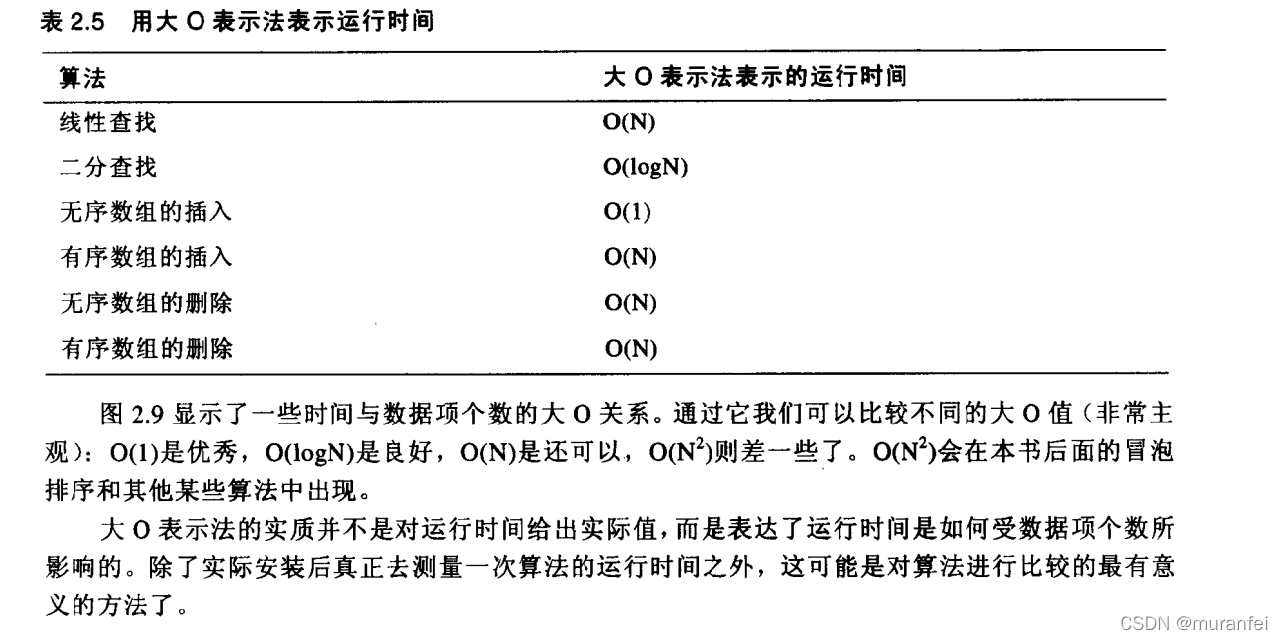 表 2.5 用大 O 表示法表示运行时间
算法 大 O 表示法表示的运行时间
线性查找 O(N)
二分查找 O(logN)
无序数组的插入 O(1)
有序数组的插入 O(N)
无序数组的删除 O(N)
有序数组的删除 O(N)
图 2.9 显示了一些时间与数据项个数的大 O 关系。通过它我们可以比较不同的大 O 值（非常主
观）：O(1)是优秀，O(logN)是良好，O(N)是还可以，O(N²)则差一些了。O(N²)会在本书后面的冒泡
排序和其他某些算法中出现。
大 O 表示法的实质并不是对运行时间给出实际值，而是表达了运行时间是如何受数据项个数所
影响的。除了实际安装后真正去测量一次算法的运行时间之外，这可能是对算法进行比较的最有意
义的方法了。
CSDN @muranfei